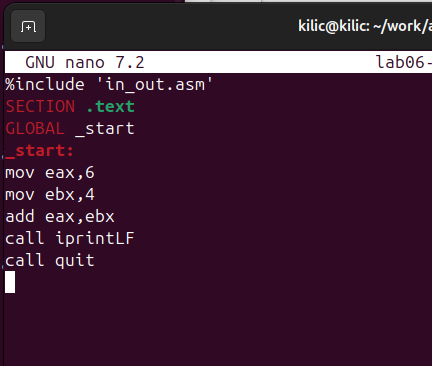 kilic@kilic: ~/work/a
GNU nano 7.2 lab06-
%include 'in_out.asm'
SECTION .text
GLOBAL _start
_start:
mov eax,6
mov ebx,4
add eax,ebx
call iprintLF
call quit